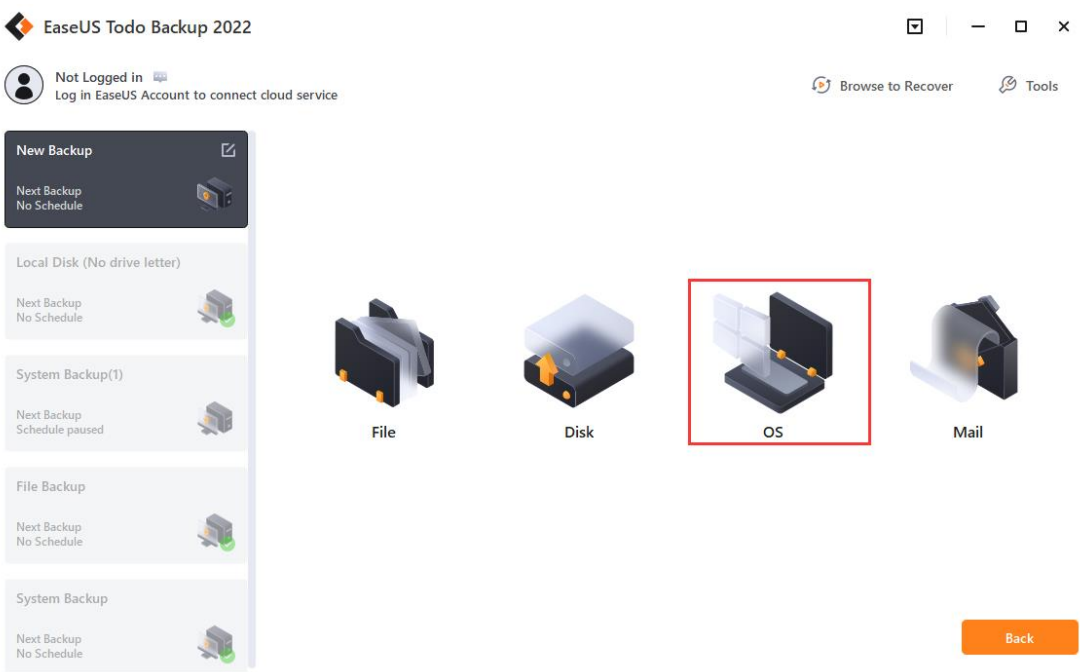 EaseUS Todo Backup 2022
Not Logged in
Log in EaseUS Account to connect cloud service
Browse to Recover
Tools
New Backup
Next Backup
No Schedule
Local Disk (No drive letter)
Next Backup
No Schedule
System Backup(1)
Next Backup
Schedule paused
File Backup
Next Backup
No Schedule
System Backup
Next Backup
No Schedule
File
Disk
OS
Mail
Back